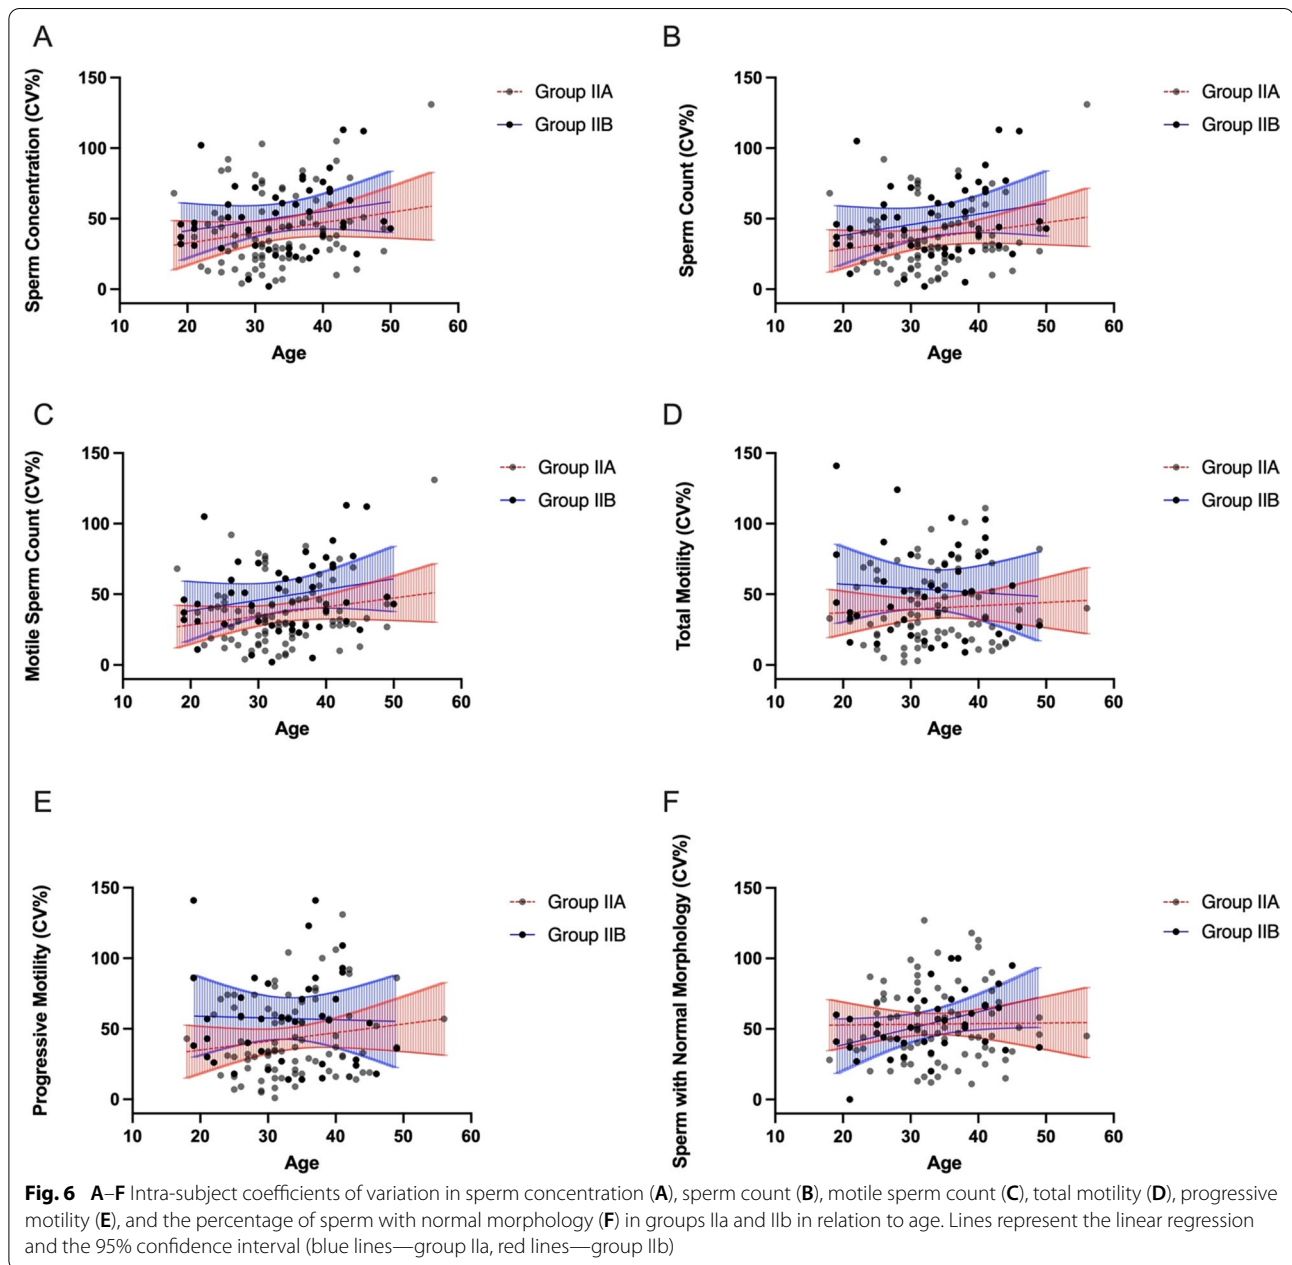 A
Sperm Concentration (CV%)
150
100
50
0
10 20 30 40 50 60
Age
Group IIA
Group IIB
B
Sperm Count (CV%)
150
100
50
0
10 20 30 40 50 60
Age
Group IIA
Group IIB
C
Motile Sperm Count (CV%)
150
100
50
0
10 20 30 40 50 60
Age
Group IIA
Group IIB
D
Total Motility (CV%)
150
100
50
0
10 20 30 40 50 60
Age
Group IIA
Group IIB
E
Progressive Motility (CV%)
150
100
50
0
10 20 30 40 50 60
Age
Group IIA
Group IIB
F
Sperm with Normal Morphology (CV%)
150
100
50
0
10 20 30 40 50 60
Age
Group IIA
Group IIB
Fig. 6 A–F Intra-subject coefficients of variation in sperm concentration (A), sperm count (B), motile sperm count (C), total motility (D), progressive
motility (E), and the percentage of sperm with normal morphology (F) in groups IIa and IIb in relation to age. Lines represent the linear regression
and the 95% confidence interval (blue lines—group IIa, red lines—group IIb)